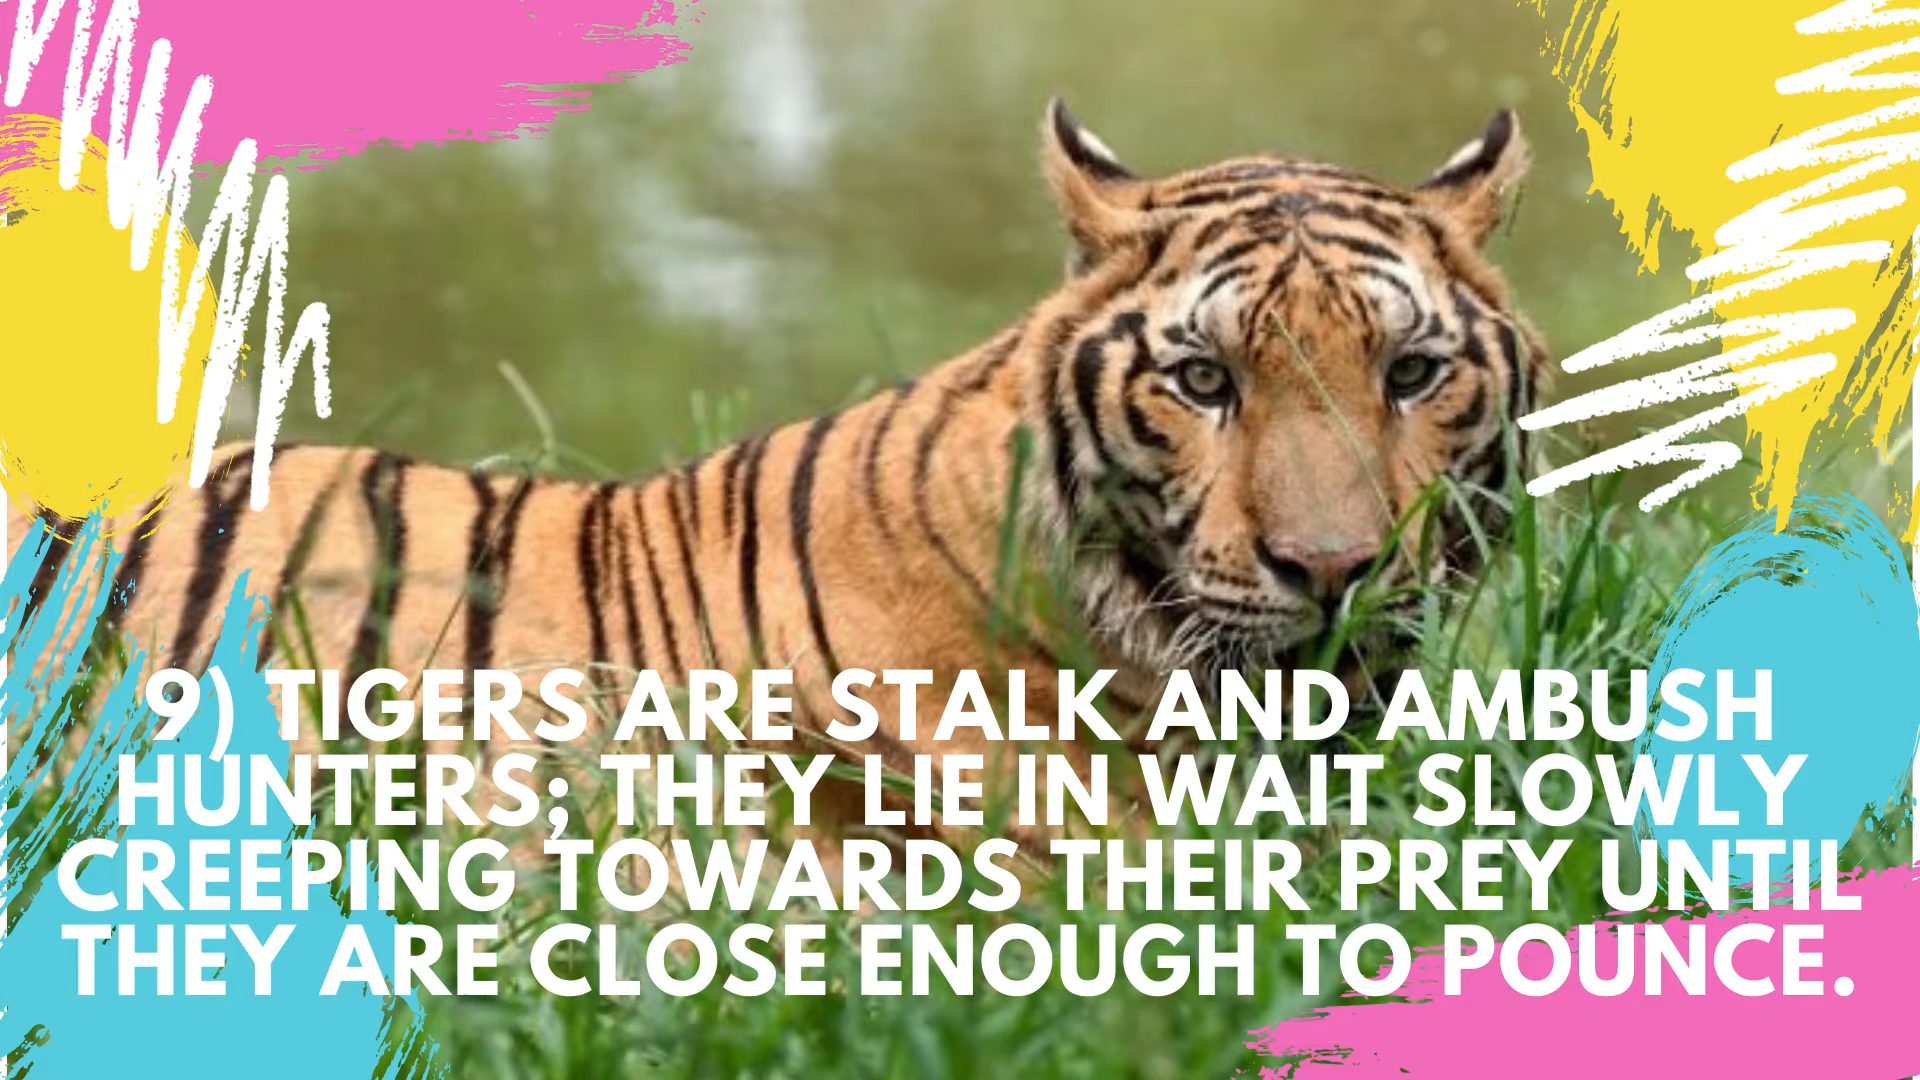 9) TIGERS ARE STALK AND AMBUSH
HUNTERS; THEY LIE IN WAIT SLOWLY
CREEPING TOWARDS THEIR PREY UNTIL
THEY ARE CLOSE ENOUGH TO POUNCE.